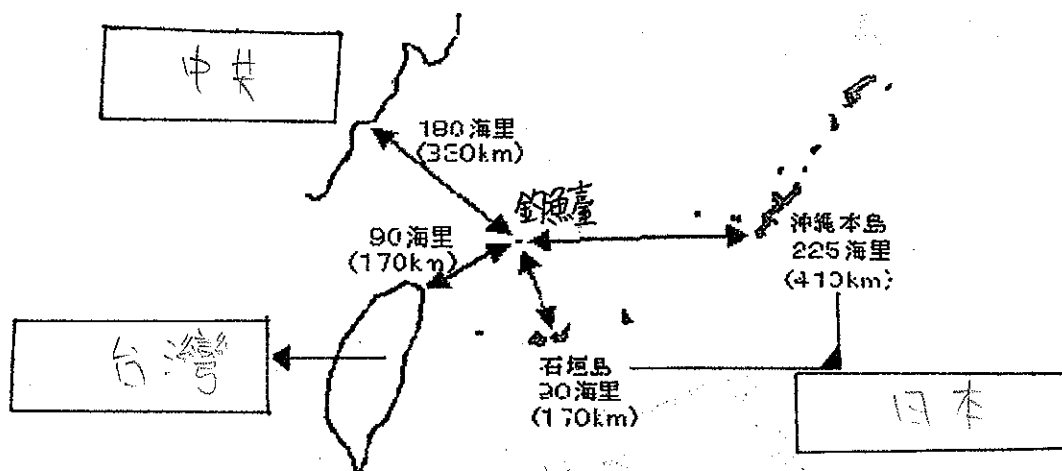 中共
180海里
(330km)
釣魚臺
90海里
(170km)
沖縄本島
225海里
(410km)
台灣
石垣島
90海里
(170km)
日本